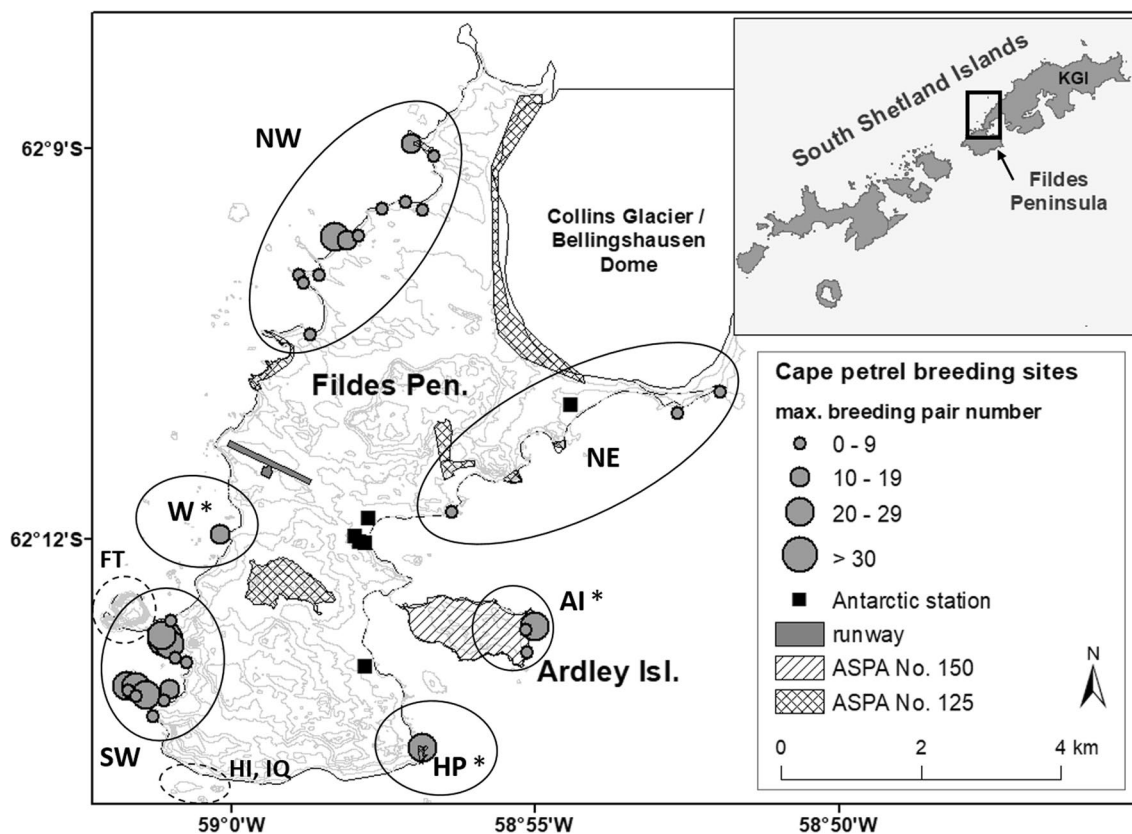 62°9'S
62°12'S
59°0'W
58°55'W
58°50'W
NW
Collins Glacier /
Bellingshausen
Dome
Fildes Pen.
NE
W *
FT
AI *
Ardley Isl.
SW
HI, IQ
HP *
South Shetland Islands
KGI
Fildes
Peninsula
Cape petrel breeding sites
max. breeding pair number
0 - 9
10 - 19
20 - 29
> 30
Antarctic station
runway
ASPA No. 150
ASPA No. 125
N
0 2 4 km